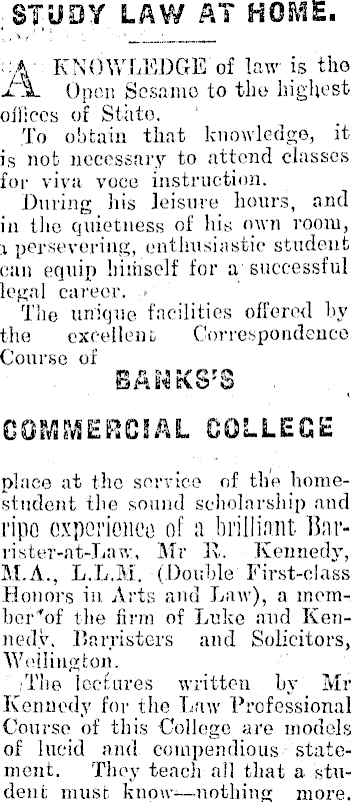 STUDY LAW AT HOME.
A KNOWLEDGE of law is the
Open Sesame to the highest
offices of State.
To obtain that knowledge, it
is not necessary to attend classes
for viva voce instruction.
During his leisure hours, and
in the quietness of his own room,
a persevering, enthusiastic student
can equip himself for a successful
legal career.
The unique facilities offered by
the excellent Correspondence
Course of
BANKS'S
COMMERCIAL COLLEGE
place at the service of the home-
student the sound scholarship and
ripe experience of a brilliant Bar-
rister-at-Law, Mr R. Kennedy,
M.A., L.L.M. (Double First-class
Honors in Arts and Law), a mem-
ber of the firm of Luke and Ken-
nedy, Barristers and Solicitors,
Wellington.
The lectures written by Mr
Kennedy for the Law Professional
Course of this College are models
of lucid and compendious state-
ment. They teach all that a stu-
dent must know—nothing more.